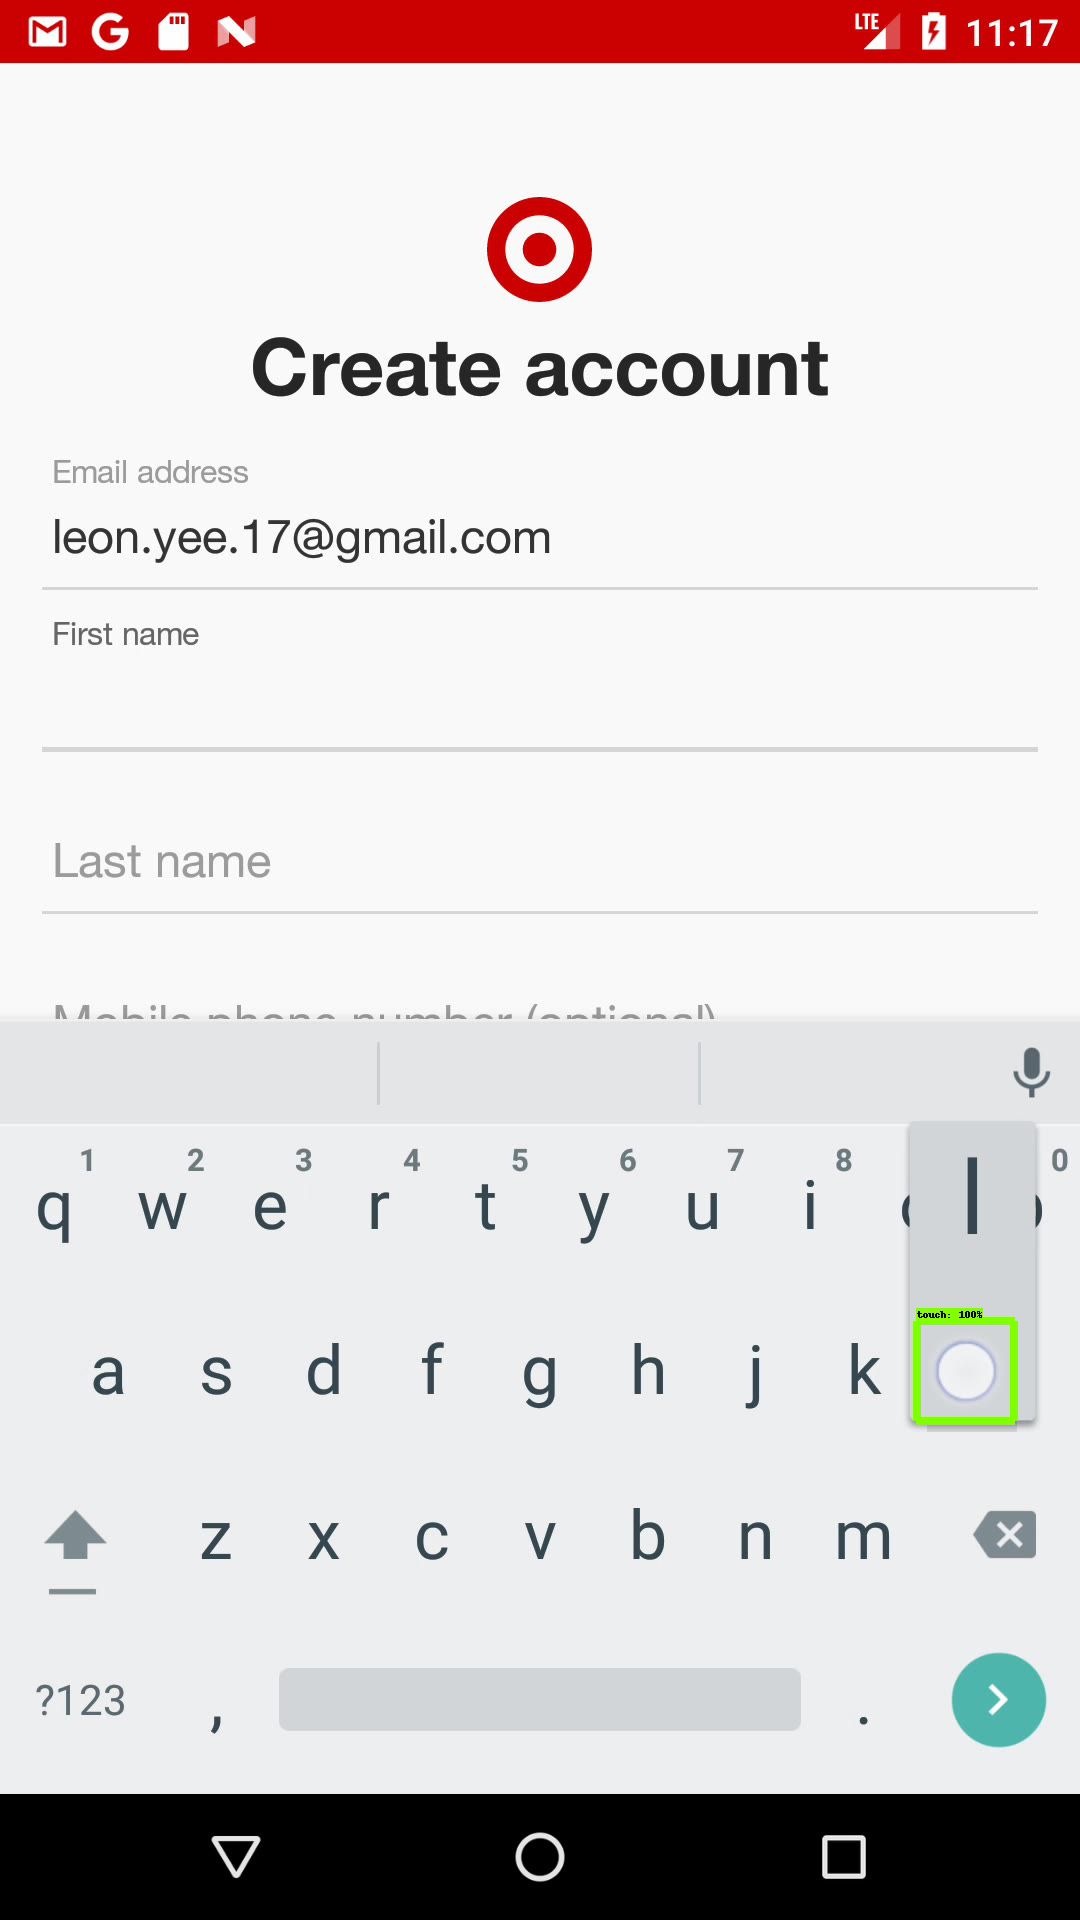 LTE 11:17
Create account
Email address
leon.yee.17@gmail.com
First name
Last name
Mobile phone number (optional)
1 2 3 4 5 6 7 8 0
q w e r t y u i l
touch: 100%
a s d f g h j k
z x c v b n m
?123 , .